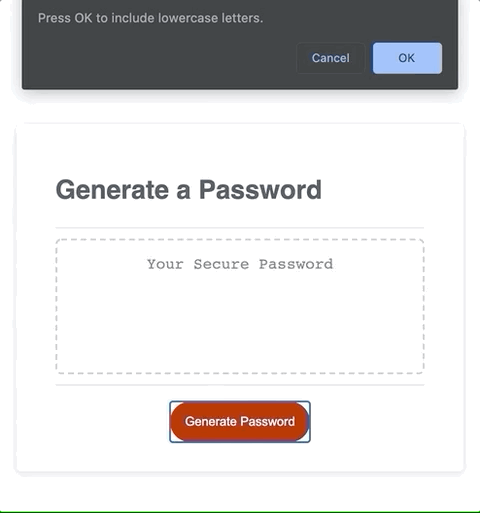 Press OK to include lowercase letters.
Cancel OK
Generate a Password
Your Secure Password
Generate Password